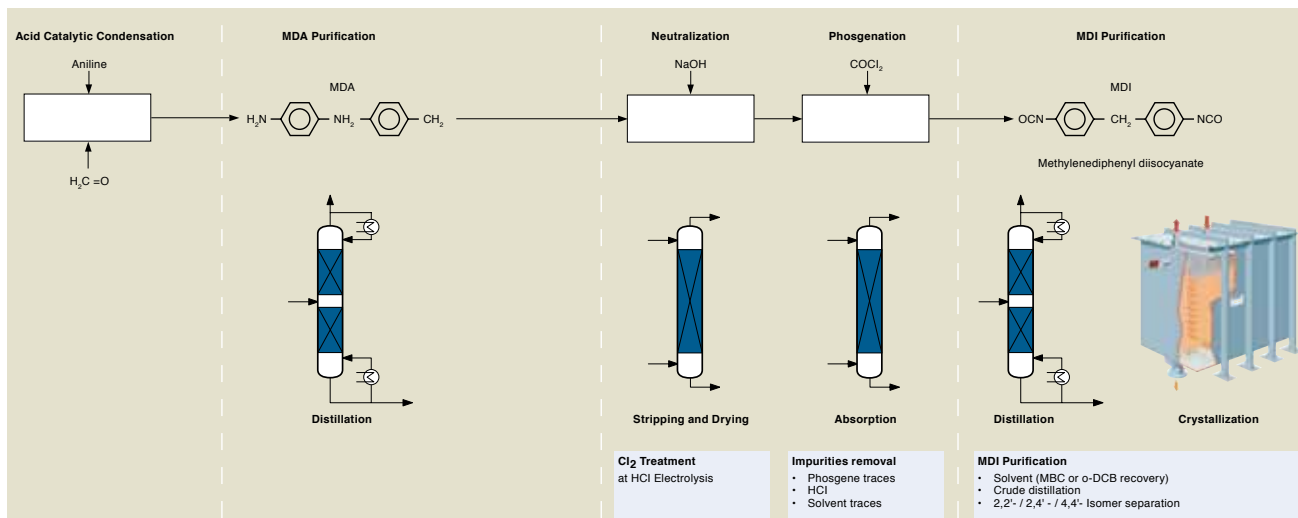 Acid Catalytic Condensation
MDA Purification
Neutralization
Phosgenation
MDI Purification
Aniline
NaOH
COCl₂
MDA
MDI
H₂N
NH₂
CH₂
OCN
CH₂
NCO
H₂C =O
Methylenediphenyl diisocyanate
Distillation
Stripping and Drying
Absorption
Distillation
Crystallization
Cl₂ Treatment
at HCl Electrolysis
Impurities removal
• Phosgene traces
• HCl
• Solvent traces
MDI Purification
• Solvent (MBC or o-DCB recovery)
• Crude distillation
• 2,2'- / 2,4' - / 4,4'- Isomer separation